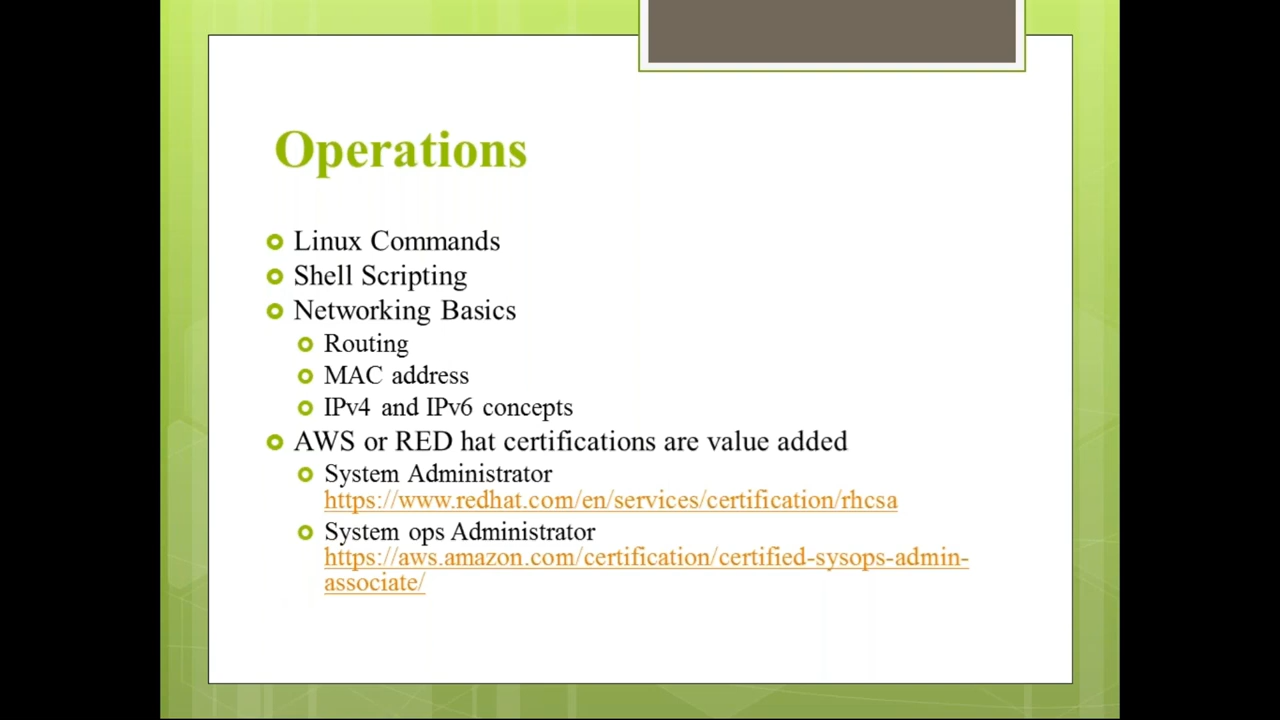 Operations
Linux Commands
Shell Scripting
Networking Basics
Routing
MAC address
IPv4 and IPv6 concepts
AWS or RED hat certifications are value added
System Administrator
https://www.redhat.com/en/services/certification/rhcsa
System ops Administrator
https://aws.amazon.com/certification/certified-sysops-admin-
associate/